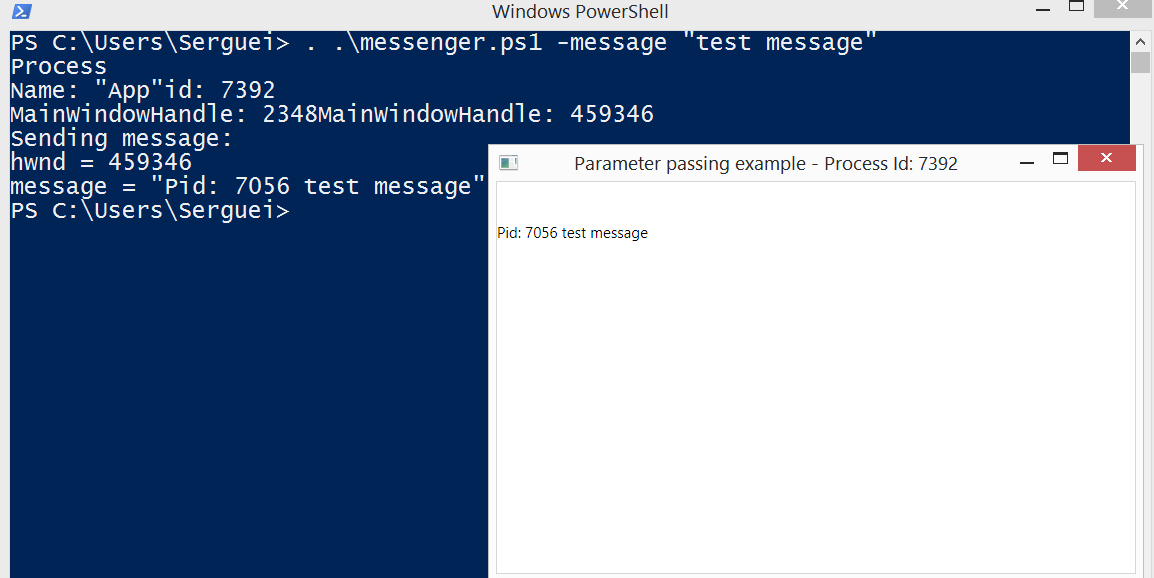 Windows PowerShell
PS C:\Users\Serguei> . .\messenger.ps1 -message "test message"
Process
Name: "App"id: 7392
MainWindowHandle: 2348MainWindowHandle: 459346
Sending message:
hwnd = 459346
message = "Pid: 7056 test message"
PS C:\Users\Serguei>
Parameter passing example - Process Id: 7392
Pid: 7056 test message